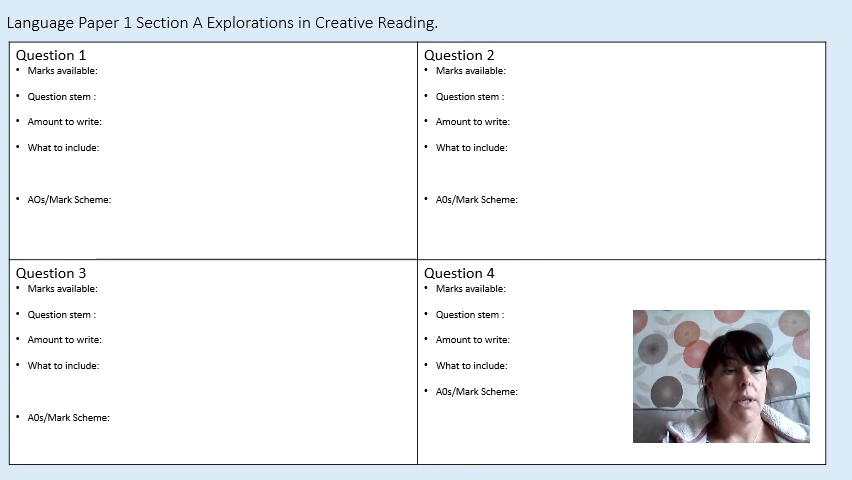 Language Paper 1 Section A Explorations in Creative Reading.
Question 1
• Marks available:
• Question stem :
• Amount to write:
• What to include:
• AOs/Mark Scheme:
Question 2
• Marks available:
• Question stem :
• Amount to write:
• What to include:
• A0s/Mark Scheme:
Question 3
• Marks available:
• Question stem :
• Amount to write:
• What to include:
• A0s/Mark Scheme:
Question 4
• Marks available:
• Question stem :
• Amount to write:
• What to include:
• A0s/Mark Scheme: